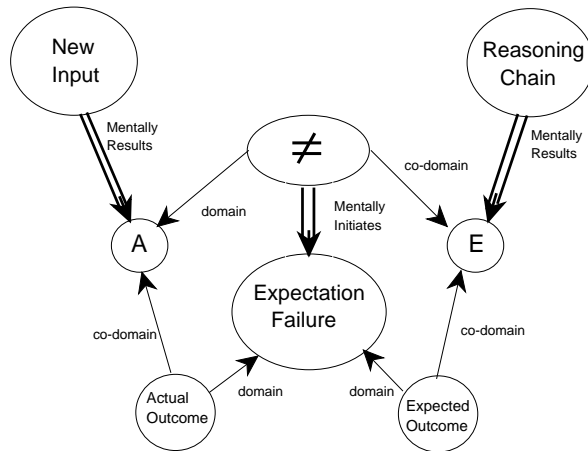 New
Input
Reasoning
Chain
Mentally
Results
≠
co-domain
Mentally
Results
domain
Mentally
Initiates
A
E
Expectation
Failure
co-domain
co-domain
domain
domain
Actual
Outcome
Expected
Outcome